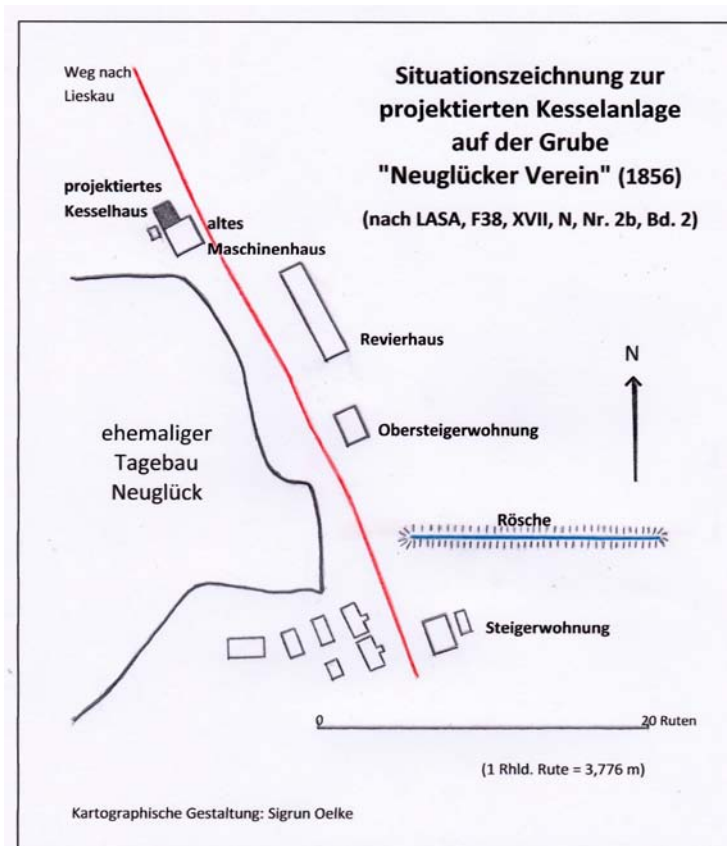 Situationszeichnung zur
projektierten Kesselanlage
auf der Grube
"Neuglücker Verein" (1856)
(nach LASA, F38, XVII, N, Nr. 2b, Bd. 2)
Weg nach
Lieskau
projektiertes
Kesselhaus
altes
Maschinenhaus
Revierhaus
N
Obersteigerwohnung
ehemaliger
Tagebau
Neuglück
Rösche
Steigerwohnung
0
20 Ruten
(1 Rhld. Rute = 3,776 m)
Kartographische Gestaltung: Sigrun Oelke